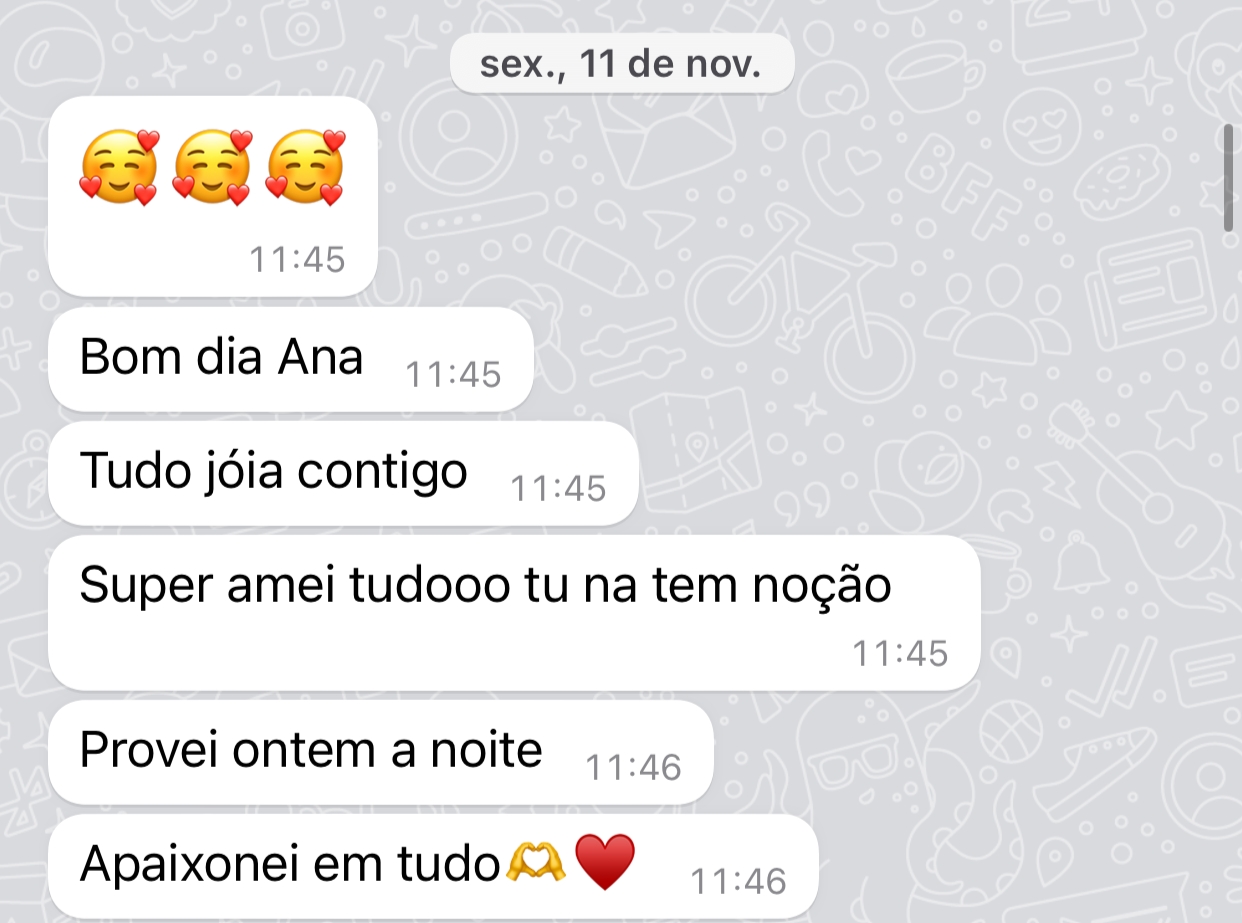 sex., 11 de nov.
🥰🥰🥰
11:45
Bom dia Ana 11:45
Tudo jóia contigo 11:45
Super amei tudooo tu na tem noção
11:45
Provei ontem a noite 11:46
Apaixonei em tudo🫶♥️ 11:46